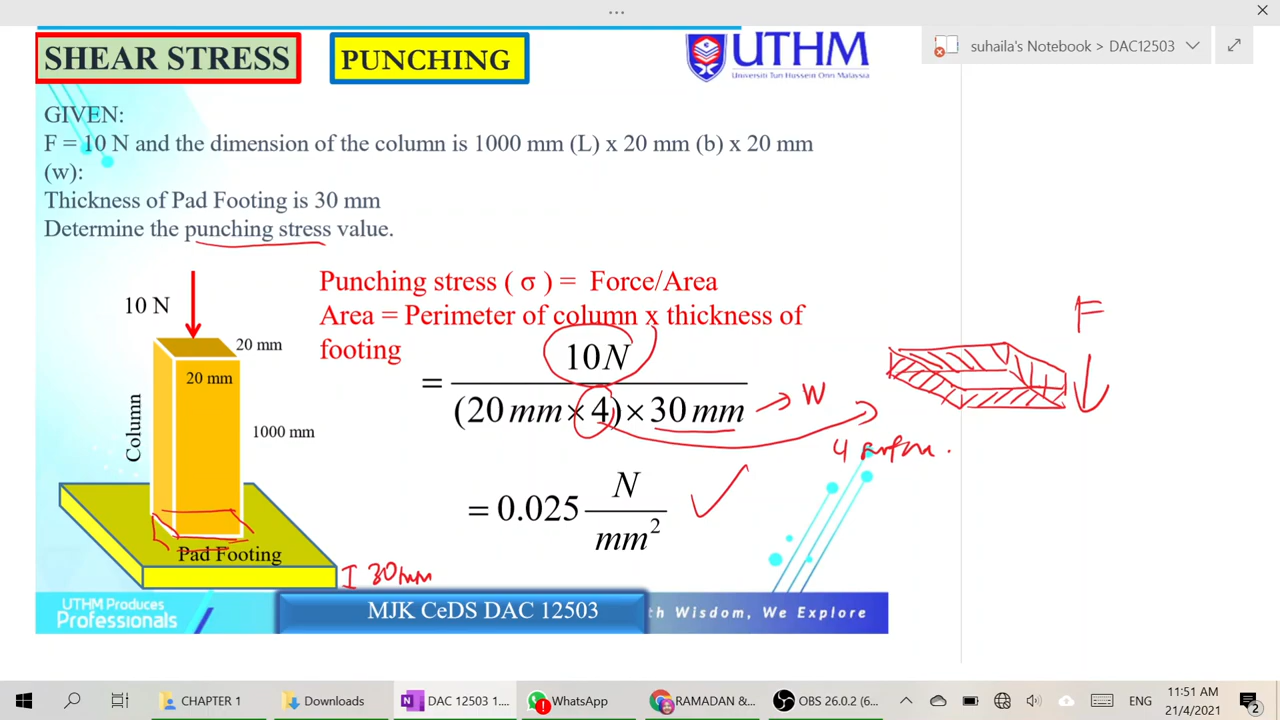 ...
suhaila's Notebook > DAC12503
SHEAR STRESS
PUNCHING
UTHM
Universiti Tun Hussein Onn Malaysia
GIVEN:
F = 10 N and the dimension of the column is 1000 mm (L) x 20 mm (b) x 20 mm
(w):
Thickness of Pad Footing is 30 mm
Determine the punching stress value.
Punching stress ( σ ) = Force/Area
Area = Perimeter of column x thickness of
footing
10 N
20 mm
20 mm
Column
1000 mm
Pad Footing
I 30mm
= 10N / (20 mm × 4) × 30 mm
→ W
= 0.025 N / mm²
F
4
UTHM Produces
Professionals
MJK CeDS DAC 12503
th Wisdom, We Explore
CHAPTER 1
Downloads
DAC 12503 1....
WhatsApp
RAMADAN &...
OBS 26.0.2 (6...
ENG
11:51 AM
21/4/2021
2